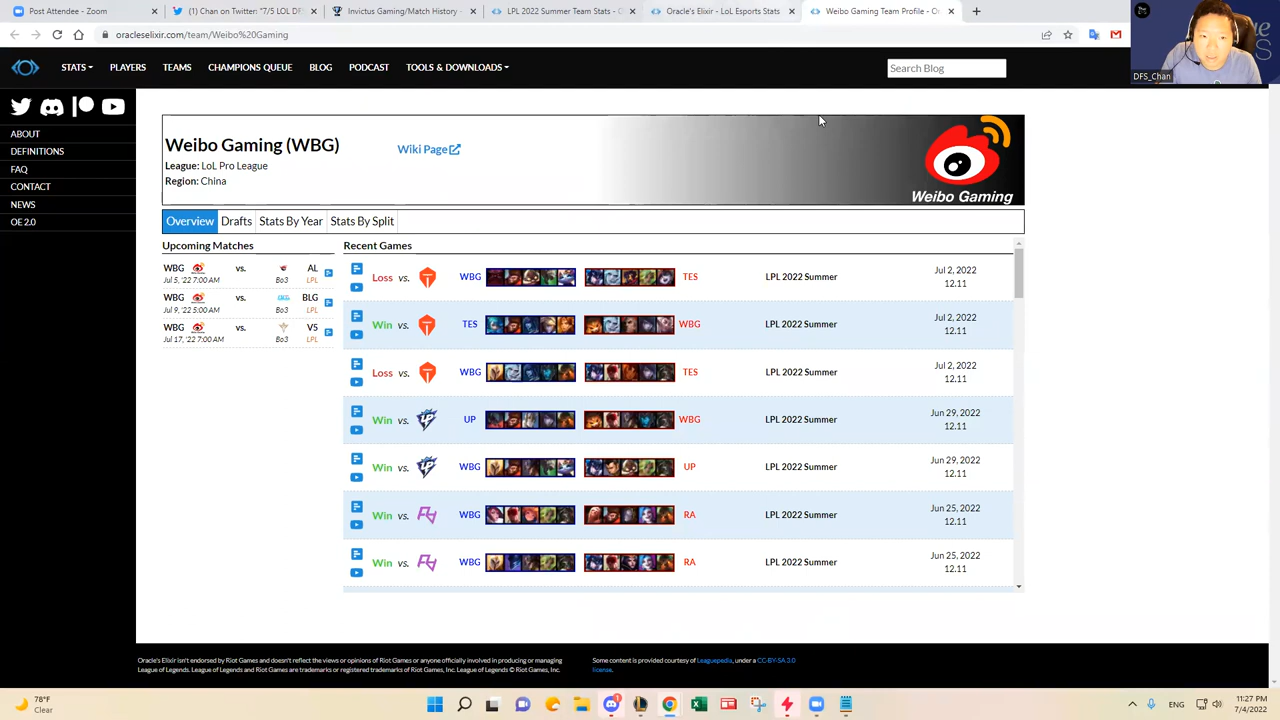 Post Attendee - Zoom
Chan on Twitter: "7/5 LOL DF
Invictus Gaming/Match History -
LPL 2022 Summer Team Stats - O
Oracle's Elixir - LoL Esports Stats
Weibo Gaming Team Profile - O
oracleselixir.com/team/Weibo%20Gaming
STATS
PLAYERS
TEAMS
CHAMPIONS QUEUE
BLOG
PODCAST
TOOLS & DOWNLOADS
Search Blog
DFS_Chan
ABOUT
DEFINITIONS
FAQ
CONTACT
NEWS
OE 2.0
Weibo Gaming (WBG)
Wiki Page
League: LoL Pro League
Region: China
Weibo Gaming
Overview
Drafts
Stats By Year
Stats By Split
Upcoming Matches
WBG vs. AL
Jul 5, '22 7:00 AM Bo3 LPL
WBG vs. BLG
Jul 9, '22 5:00 AM Bo3 LPL
WBG vs. V5
Jul 17, '22 7:00 AM Bo3 LPL
Recent Games
Loss vs. WBG TES LPL 2022 Summer Jul 2, 2022
12.11
Win vs. TES WBG LPL 2022 Summer Jul 2, 2022
12.11
Loss vs. WBG TES LPL 2022 Summer Jul 2, 2022
12.11
Win vs. UP WBG LPL 2022 Summer Jun 29, 2022
12.11
Win vs. WBG UP LPL 2022 Summer Jun 29, 2022
12.11
Win vs. WBG RA LPL 2022 Summer Jun 25, 2022
12.11
Win vs. WBG RA LPL 2022 Summer Jun 25, 2022
12.11
Oracle's Elixir isn't endorsed by Riot Games and doesn't reflect the views or opinions of Riot Games or anyone officially involved in producing or managing
League of Legends. League of Legends and Riot Games are trademarks or registered trademarks of Riot Games, Inc. League of Legends © Riot Games, Inc.
Some content is provided courtesy of Leaguepedia, under a CC-BY-SA 3.0
license.
78°F
Clear
11:27 PM
7/4/2022